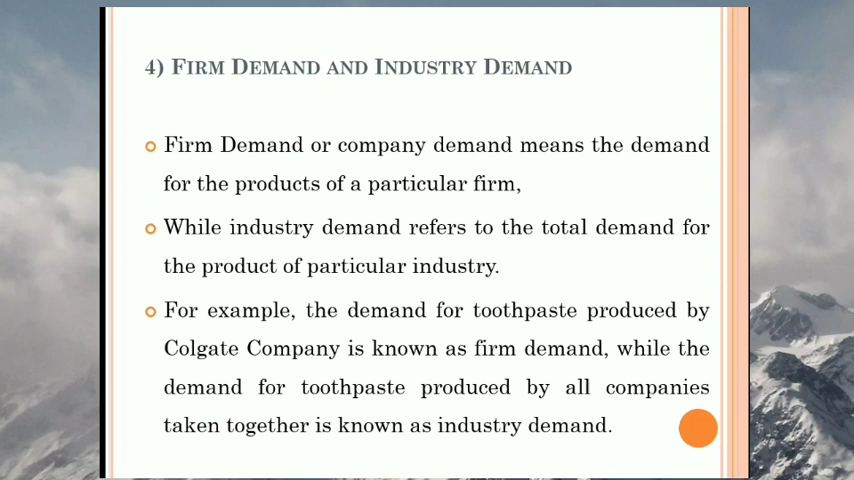 4) FIRM DEMAND AND INDUSTRY DEMAND
Firm Demand or company demand means the demand
for the products of a particular firm,
While industry demand refers to the total demand for
the product of particular industry.
For example, the demand for toothpaste produced by
Colgate Company is known as firm demand, while the
demand for toothpaste produced by all companies
taken together is known as industry demand.